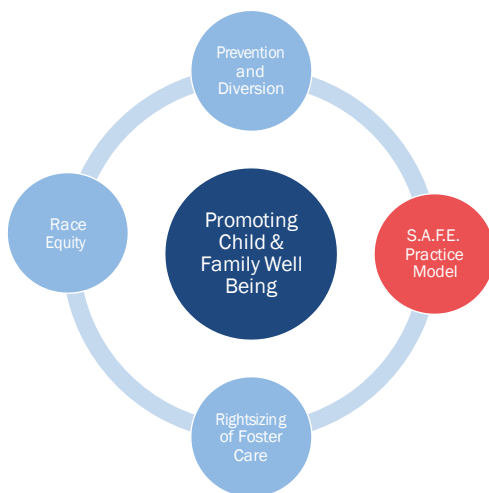 Prevention
and
Diversion
Race
Equity
Promoting
Child &
Family Well
Being
S.A.F.E.
Practice
Model
Rightsizing
of Foster
Care